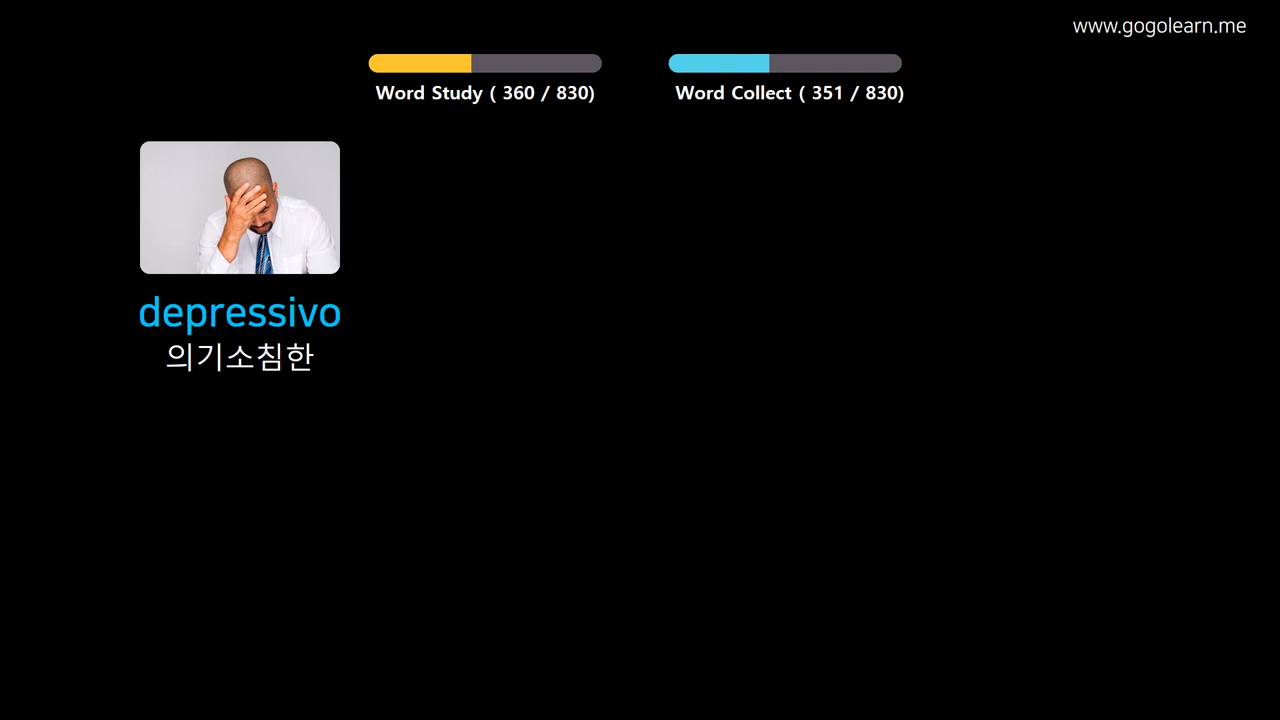 www.gogolearn.me
Word Study ( 360 / 830)
Word Collect ( 351 / 830)
depressivo
의기소침한